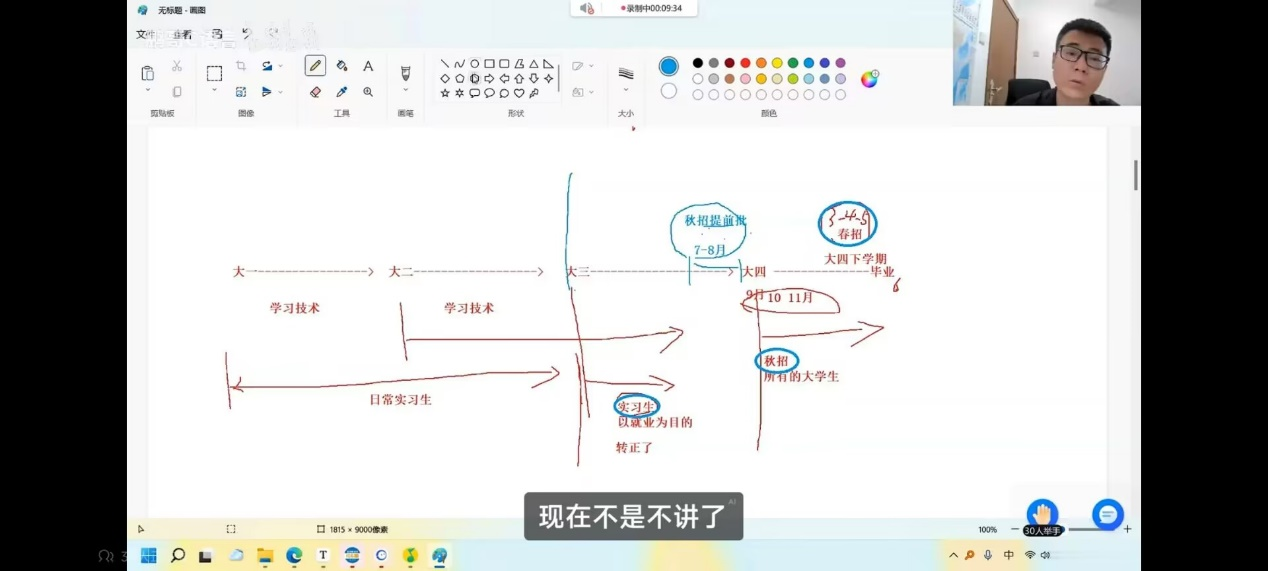 无标题 - 画图
录制中00:09:34
查看
剪贴板
图像
工具
画笔
形状
大小
颜色
秋招提前批
7-8月
3-4-5
春招
大四下学期
大一 大二 大三 大四 毕业
6
9月 10 11月
学习技术 学习技术
秋招
所有的大学生
日常实习生
实习生
以就业为目的
转正了
现在不是不讲了
AI
1815 × 9000像素
100%
30人举手
中